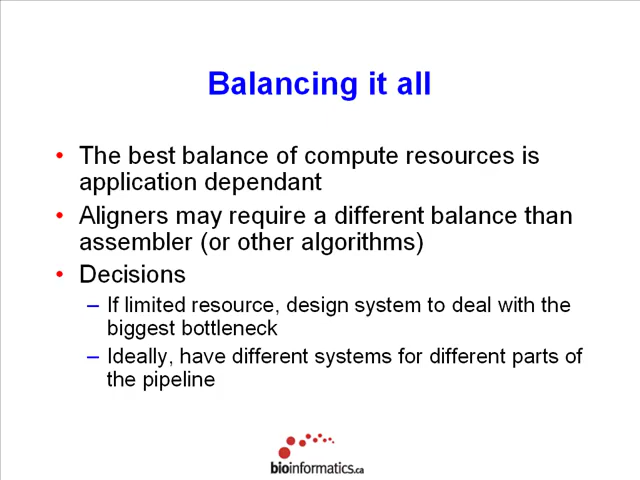 Balancing it all
• The best balance of compute resources is
application dependant
• Aligners may require a different balance than
assembler (or other algorithms)
• Decisions
– If limited resource, design system to deal with the
biggest bottleneck
– Ideally, have different systems for different parts of
the pipeline
bioinformatics.ca